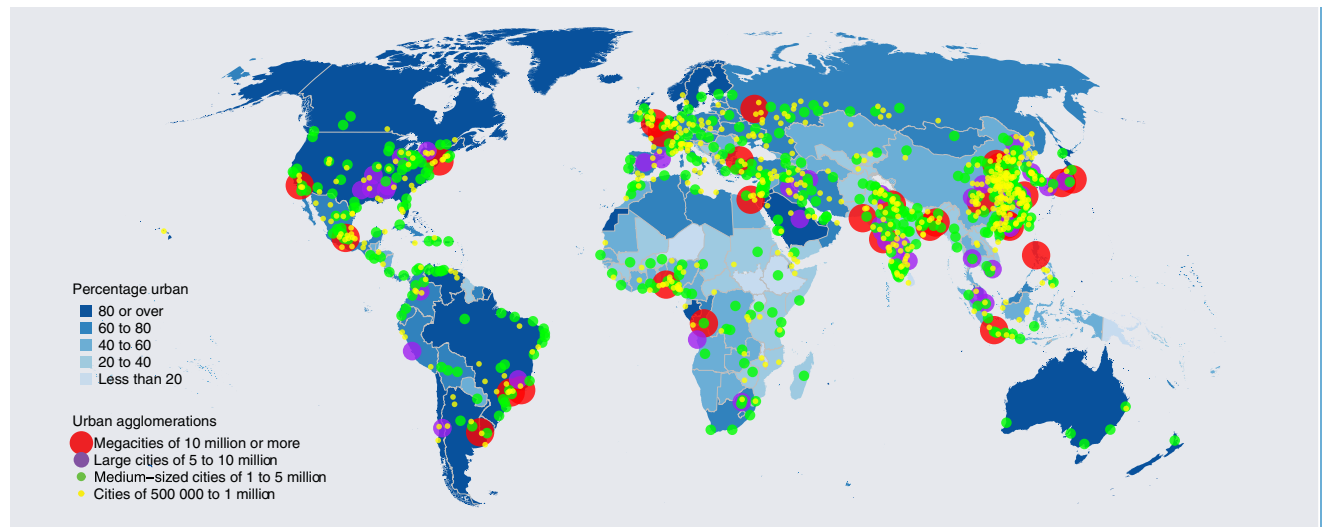 Percentage urban
80 or over
60 to 80
40 to 60
20 to 40
Less than 20
Urban agglomerations
Megacities of 10 million or more
Large cities of 5 to 10 million
Medium−sized cities of 1 to 5 million
Cities of 500 000 to 1 million